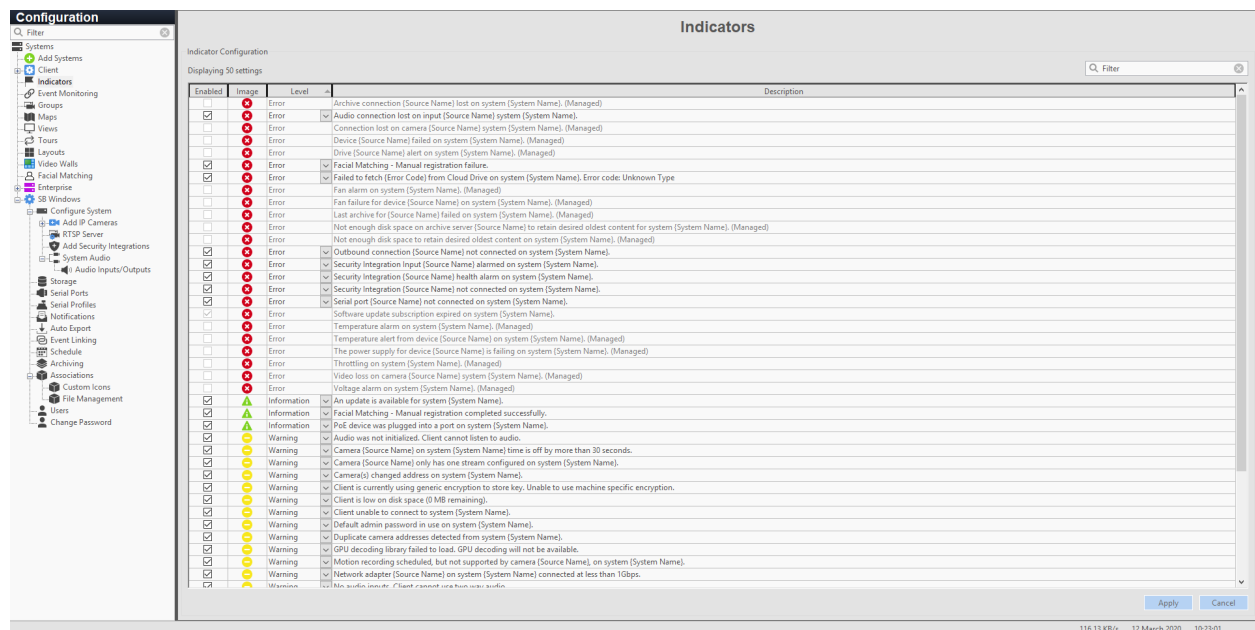 Configuration
Filter
Systems
Add Systems
Client
Indicators
Event Monitoring
Groups
Maps
Views
Tours
Layouts
Video Walls
Facial Matching
Enterprise
SB Windows
Configure System
Add IP Cameras
RTSP Server
Add Security Integrations
System Audio
Audio Inputs/Outputs
Storage
Serial Ports
Serial Profiles
Notifications
Auto Export
Event Linking
Schedule
Archiving
Associations
Custom Icons
File Management
Users
Change Password
Indicators
Indicator Configuration
Displaying 50 settings
Filter
Enabled Image Level Description
Error Archive connection {Source Name} lost on system {System Name}. (Managed)
Error Audio connection lost on input {Source Name} system {System Name}.
Error Connection lost on camera {Source Name} system {System Name}. (Managed)
Error Device {Source Name} failed on system {System Name}. (Managed)
Error Drive {Source Name} alert on system {System Name}. (Managed)
Error Facial Matching - Manual registration failure.
Error Failed to fetch {Error Code} from Cloud Drive on system {System Name}. Error code: Unknown Type
Error Fan alarm on system {System Name}. (Managed)
Error Fan failure for device {Source Name} on system {System Name}. (Managed)
Error Last archive for {Source Name} failed on system {System Name}. (Managed)
Error Not enough disk space on archive server {Source Name} to retain desired oldest content for system {System Name}. (Managed)
Error Not enough disk space to retain desired oldest content on system {System Name}. (Managed)
Error Outbound connection {Source Name} not connected on system {System Name}.
Error Security Integration Input {Source Name} alarmed on system {System Name}.
Error Security Integration {Source Name} health alarm on system {System Name}.
Error Security Integration {Source Name} not connected on system {System Name}.
Error Serial port {Source Name} not connected on system {System Name}.
Error Software update subscription expired on system {System Name}.
Error Temperature alarm on system {System Name}. (Managed)
Error Temperature alert from device {Source Name} on system {System Name}. (Managed)
Error The power supply for device {Source Name} is failing on system {System Name}. (Managed)
Error Throttling on system {System Name}. (Managed)
Error Video loss on camera {Source Name} system {System Name}. (Managed)
Error Voltage alarm on system {System Name}. (Managed)
Information An update is available for system {System Name}.
Information Facial Matching - Manual registration completed successfully.
Information PoE device was plugged into a port on system {System Name}.
Warning Audio was not initialized. Client cannot listen to audio.
Warning Camera {Source Name} on system {System Name} time is off by more than 30 seconds.
Warning Camera {Source Name} only has one stream configured on system {System Name}.
Warning Camera(s) changed address on system {System Name}.
Warning Client is currently using generic encryption to store key. Unable to use machine specific encryption.
Warning Client is low on disk space (0 MB remaining).
Warning Client unable to connect to system {System Name}.
Warning Default admin password in use on system {System Name}.
Warning Duplicate camera addresses detected from system {System Name}.
Warning GPU decoding library failed to load. GPU decoding will not be available.
Warning Motion recording scheduled, but not supported by camera {Source Name}, on system {System Name}.
Warning Network adapter {Source Name} on system {System Name} connected at less than 1Gbps.
Warning No audio inputs. Client cannot use two way audio.
Apply Cancel
116.13 KB/s 12 March 2020 10:23:01